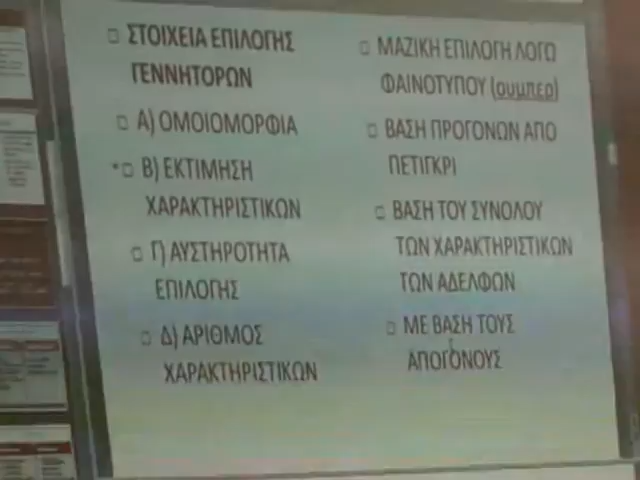 ΣΤΟΙΧΕΙΑ ΕΠΙΛΟΓΗΣ
ΓΕΝΝΗΤΟΡΩΝ
Α) ΟΜΟΙΟΜΟΡΦΙΑ
Β) ΕΚΤΙΜΗΣΗ
ΧΑΡΑΚΤΗΡΙΣΤΙΚΩΝ
Γ) ΑΥΣΤΗΡΟΤΗΤΑ
ΕΠΙΛΟΓΗΣ
Δ) ΑΡΙΘΜΟΣ
ΧΑΡΑΚΤΗΡΙΣΤΙΚΩΝ
ΜΑΖΙΚΗ ΕΠΙΛΟΓΗ ΛΟΓΩ
ΦΑΙΝΟΤΥΠΟΥ (συμπερ)
ΒΑΣΗ ΠΡΟΓΟΝΩΝ ΑΠΟ
ΠΕΤΙΓΚΡΙ
ΒΑΣΗ ΤΟΥ ΣΥΝΟΛΟΥ
ΤΩΝ ΧΑΡΑΚΤΗΡΙΣΤΙΚΩΝ
ΤΩΝ ΑΔΕΛΦΩΝ
ΜΕ ΒΑΣΗ ΤΟΥΣ
ΑΠΟΓΟΝΟΥΣ